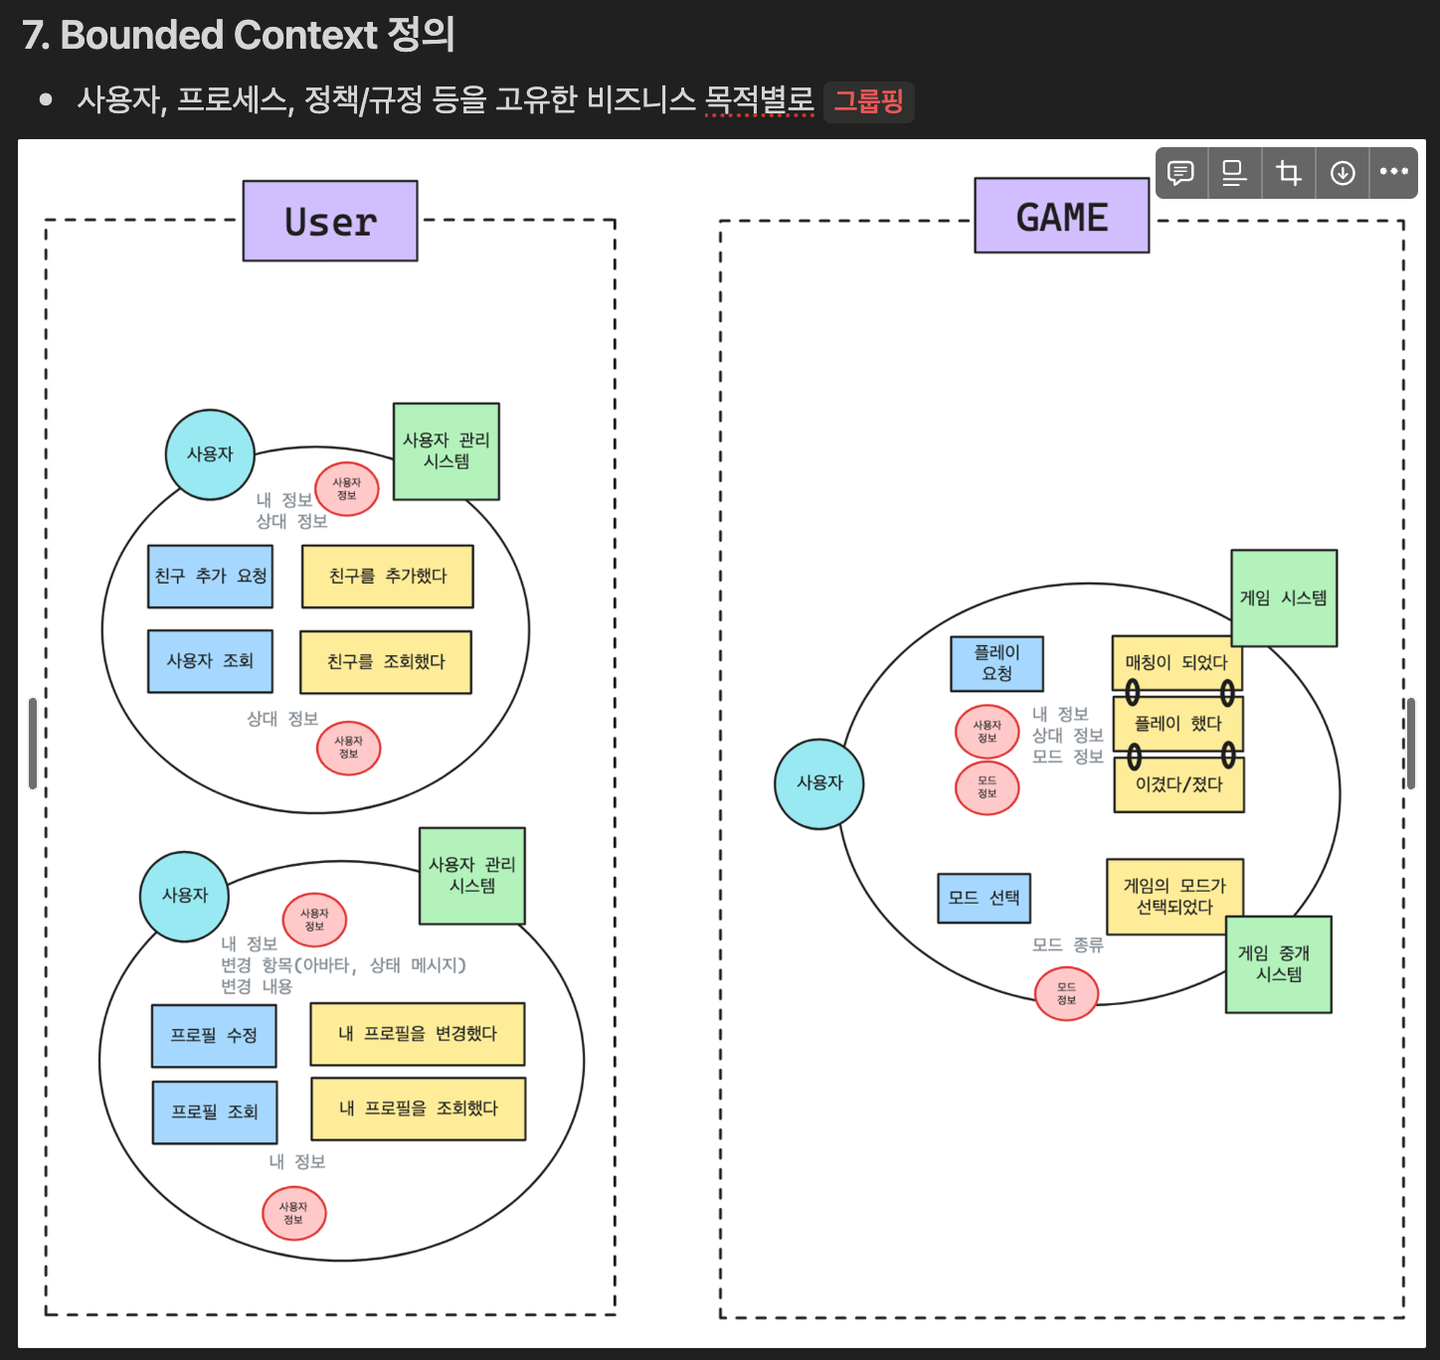 7. Bounded Context 정의
• 사용자, 프로세스, 정책/규정 등을 고유한 비즈니스 목적별로 그룹핑
User
사용자
사용자 관리
시스템
사용자
정보
내 정보
상대 정보
친구 추가 요청
친구를 추가했다
사용자 조회
친구를 조회했다
상대 정보
사용자
정보
사용자
사용자 관리
시스템
사용자
정보
내 정보
변경 항목(아바타, 상태 메시지)
변경 내용
프로필 수정
내 프로필을 변경했다
프로필 조회
내 프로필을 조회했다
내 정보
사용자
정보
GAME
게임 시스템
플레이
요청
매칭이 되었다
사용자
정보
내 정보
상대 정보
모드 정보
플레이 했다
모드
정보
이겼다/졌다
사용자
모드 선택
게임의 모드가
선택되었다
모드 종류
모드
정보
게임 중개
시스템